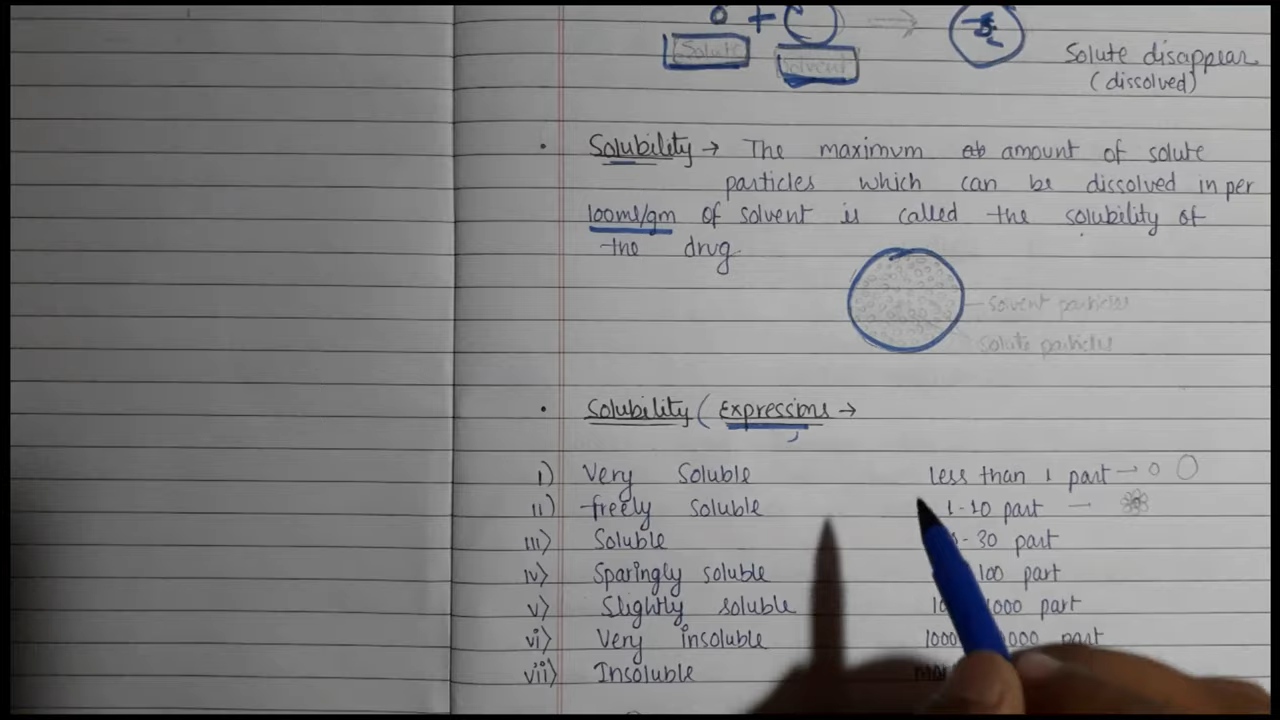 +
Solute
Solvent
Solute disappear
(dissolved)
· Solubility → The maximum amount of solute
particles which can be dissolved in per
100ml/gm of solvent is called the solubility of
the drug.
solvent particles
solute particles
· Solubility (Expressions →
i) Very Soluble less than 1 part →
ii) freely soluble 1-10 part —
iii) Soluble - 30 part
iv) Sparingly soluble 100 part
v) Slightly soluble 1000 part
vi) Very insoluble 1000 part
vii) Insoluble